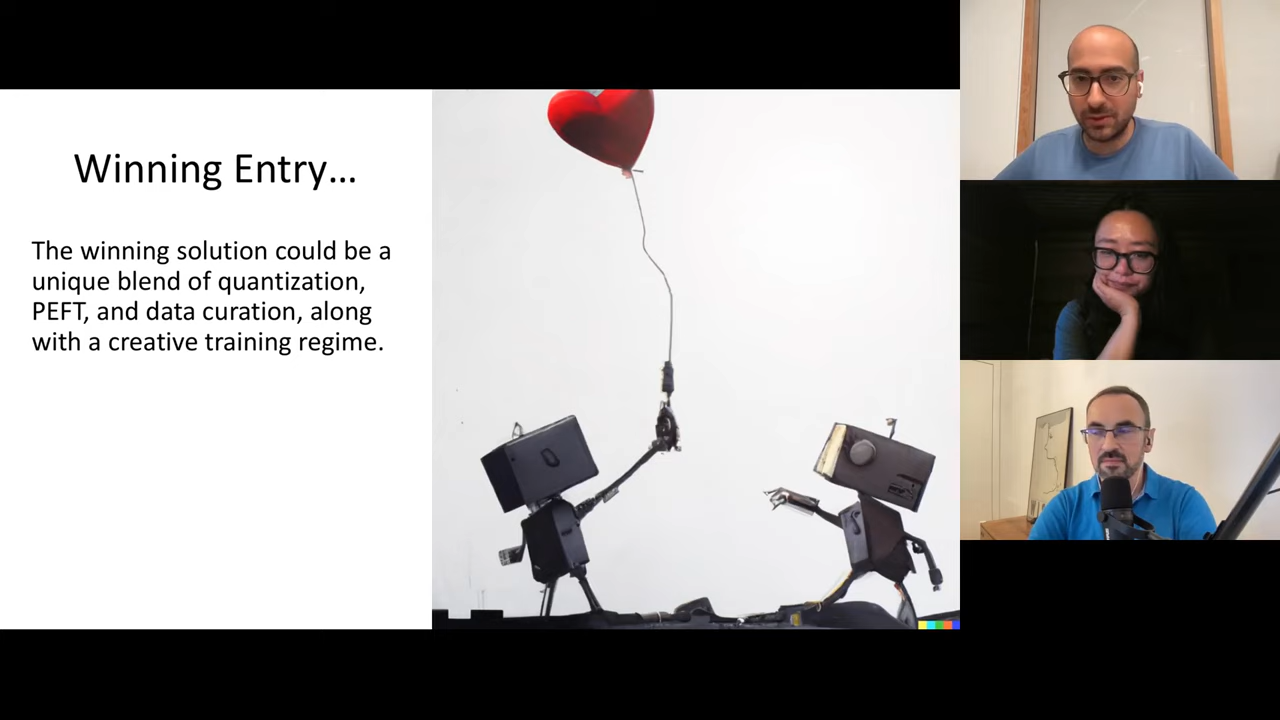 Winning Entry...
The winning solution could be a
unique blend of quantization,
PEFT, and data curation, along
with a creative training regime.